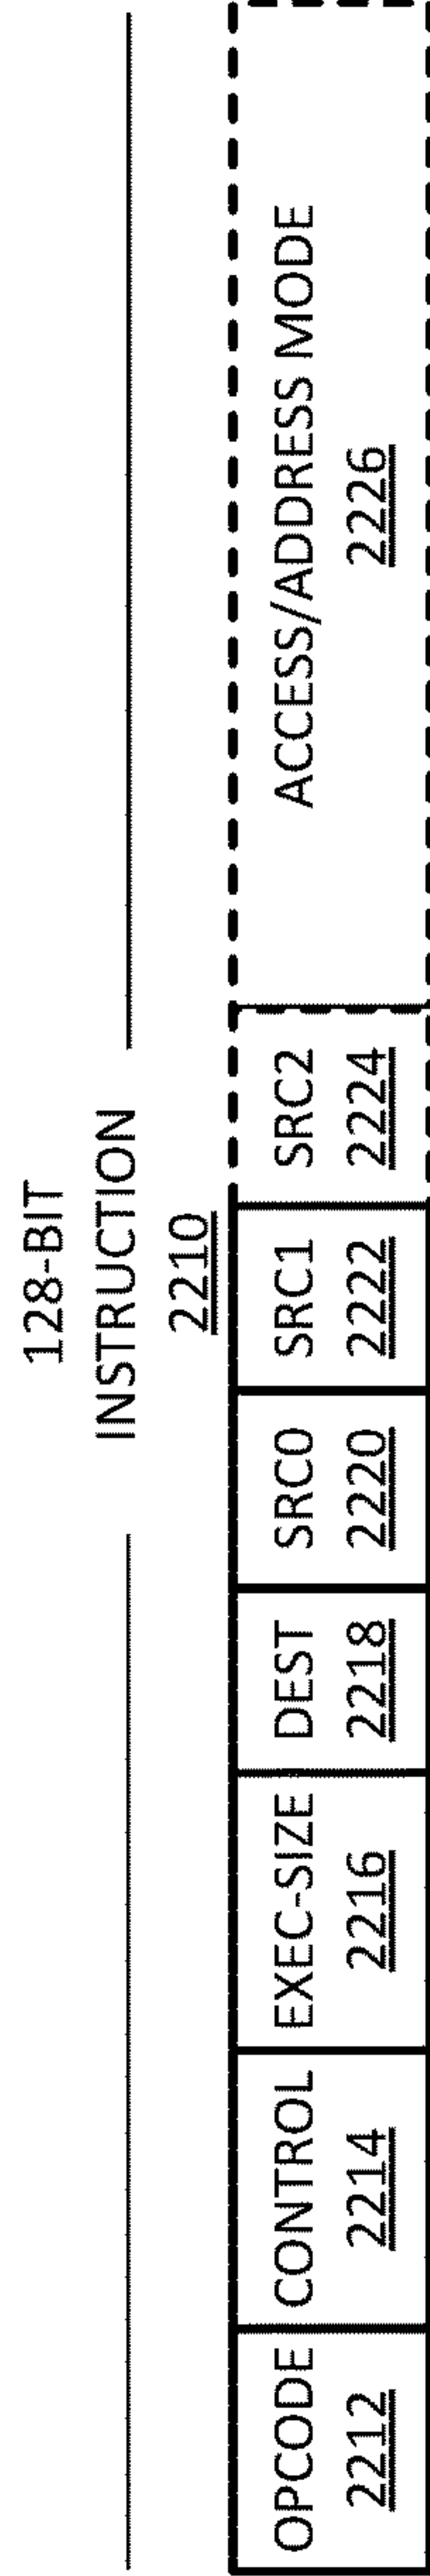 128-BIT
INSTRUCTION
2210
OPCODE
2212
CONTROL
2214
EXEC-SIZE
2216
DEST
2218
SRC0
2220
SRC1
2222
SRC2
2224
ACCESS/ADDRESS MODE
2226